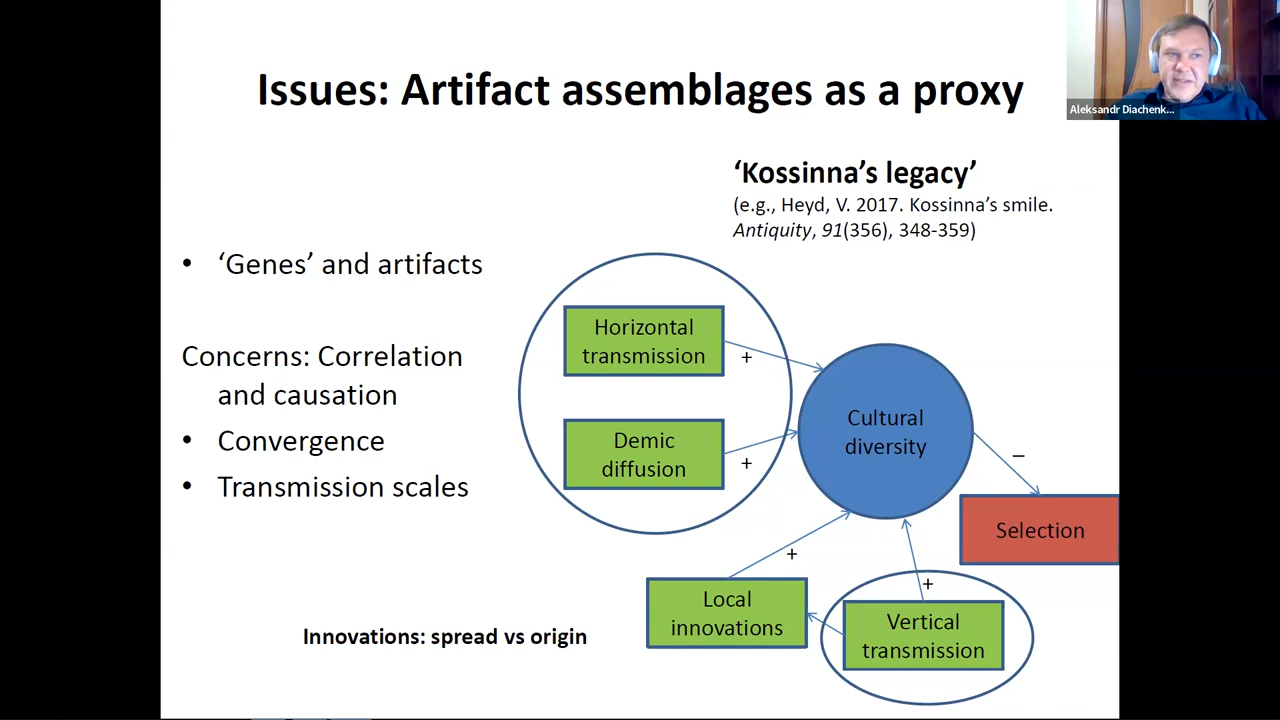 Issues: Artifact assemblages as a proxy
Aleksandr Diachenk...
‘Kossinna’s legacy’
(e.g., Heyd, V. 2017. Kossinna’s smile.
Antiquity, 91(356), 348-359)
• ‘Genes’ and artifacts
Concerns: Correlation
and causation
• Convergence
• Transmission scales
Horizontal
transmission
+
Demic
diffusion
+
Cultural
diversity
–
Selection
+
Local
innovations
+
Vertical
transmission
Innovations: spread vs origin